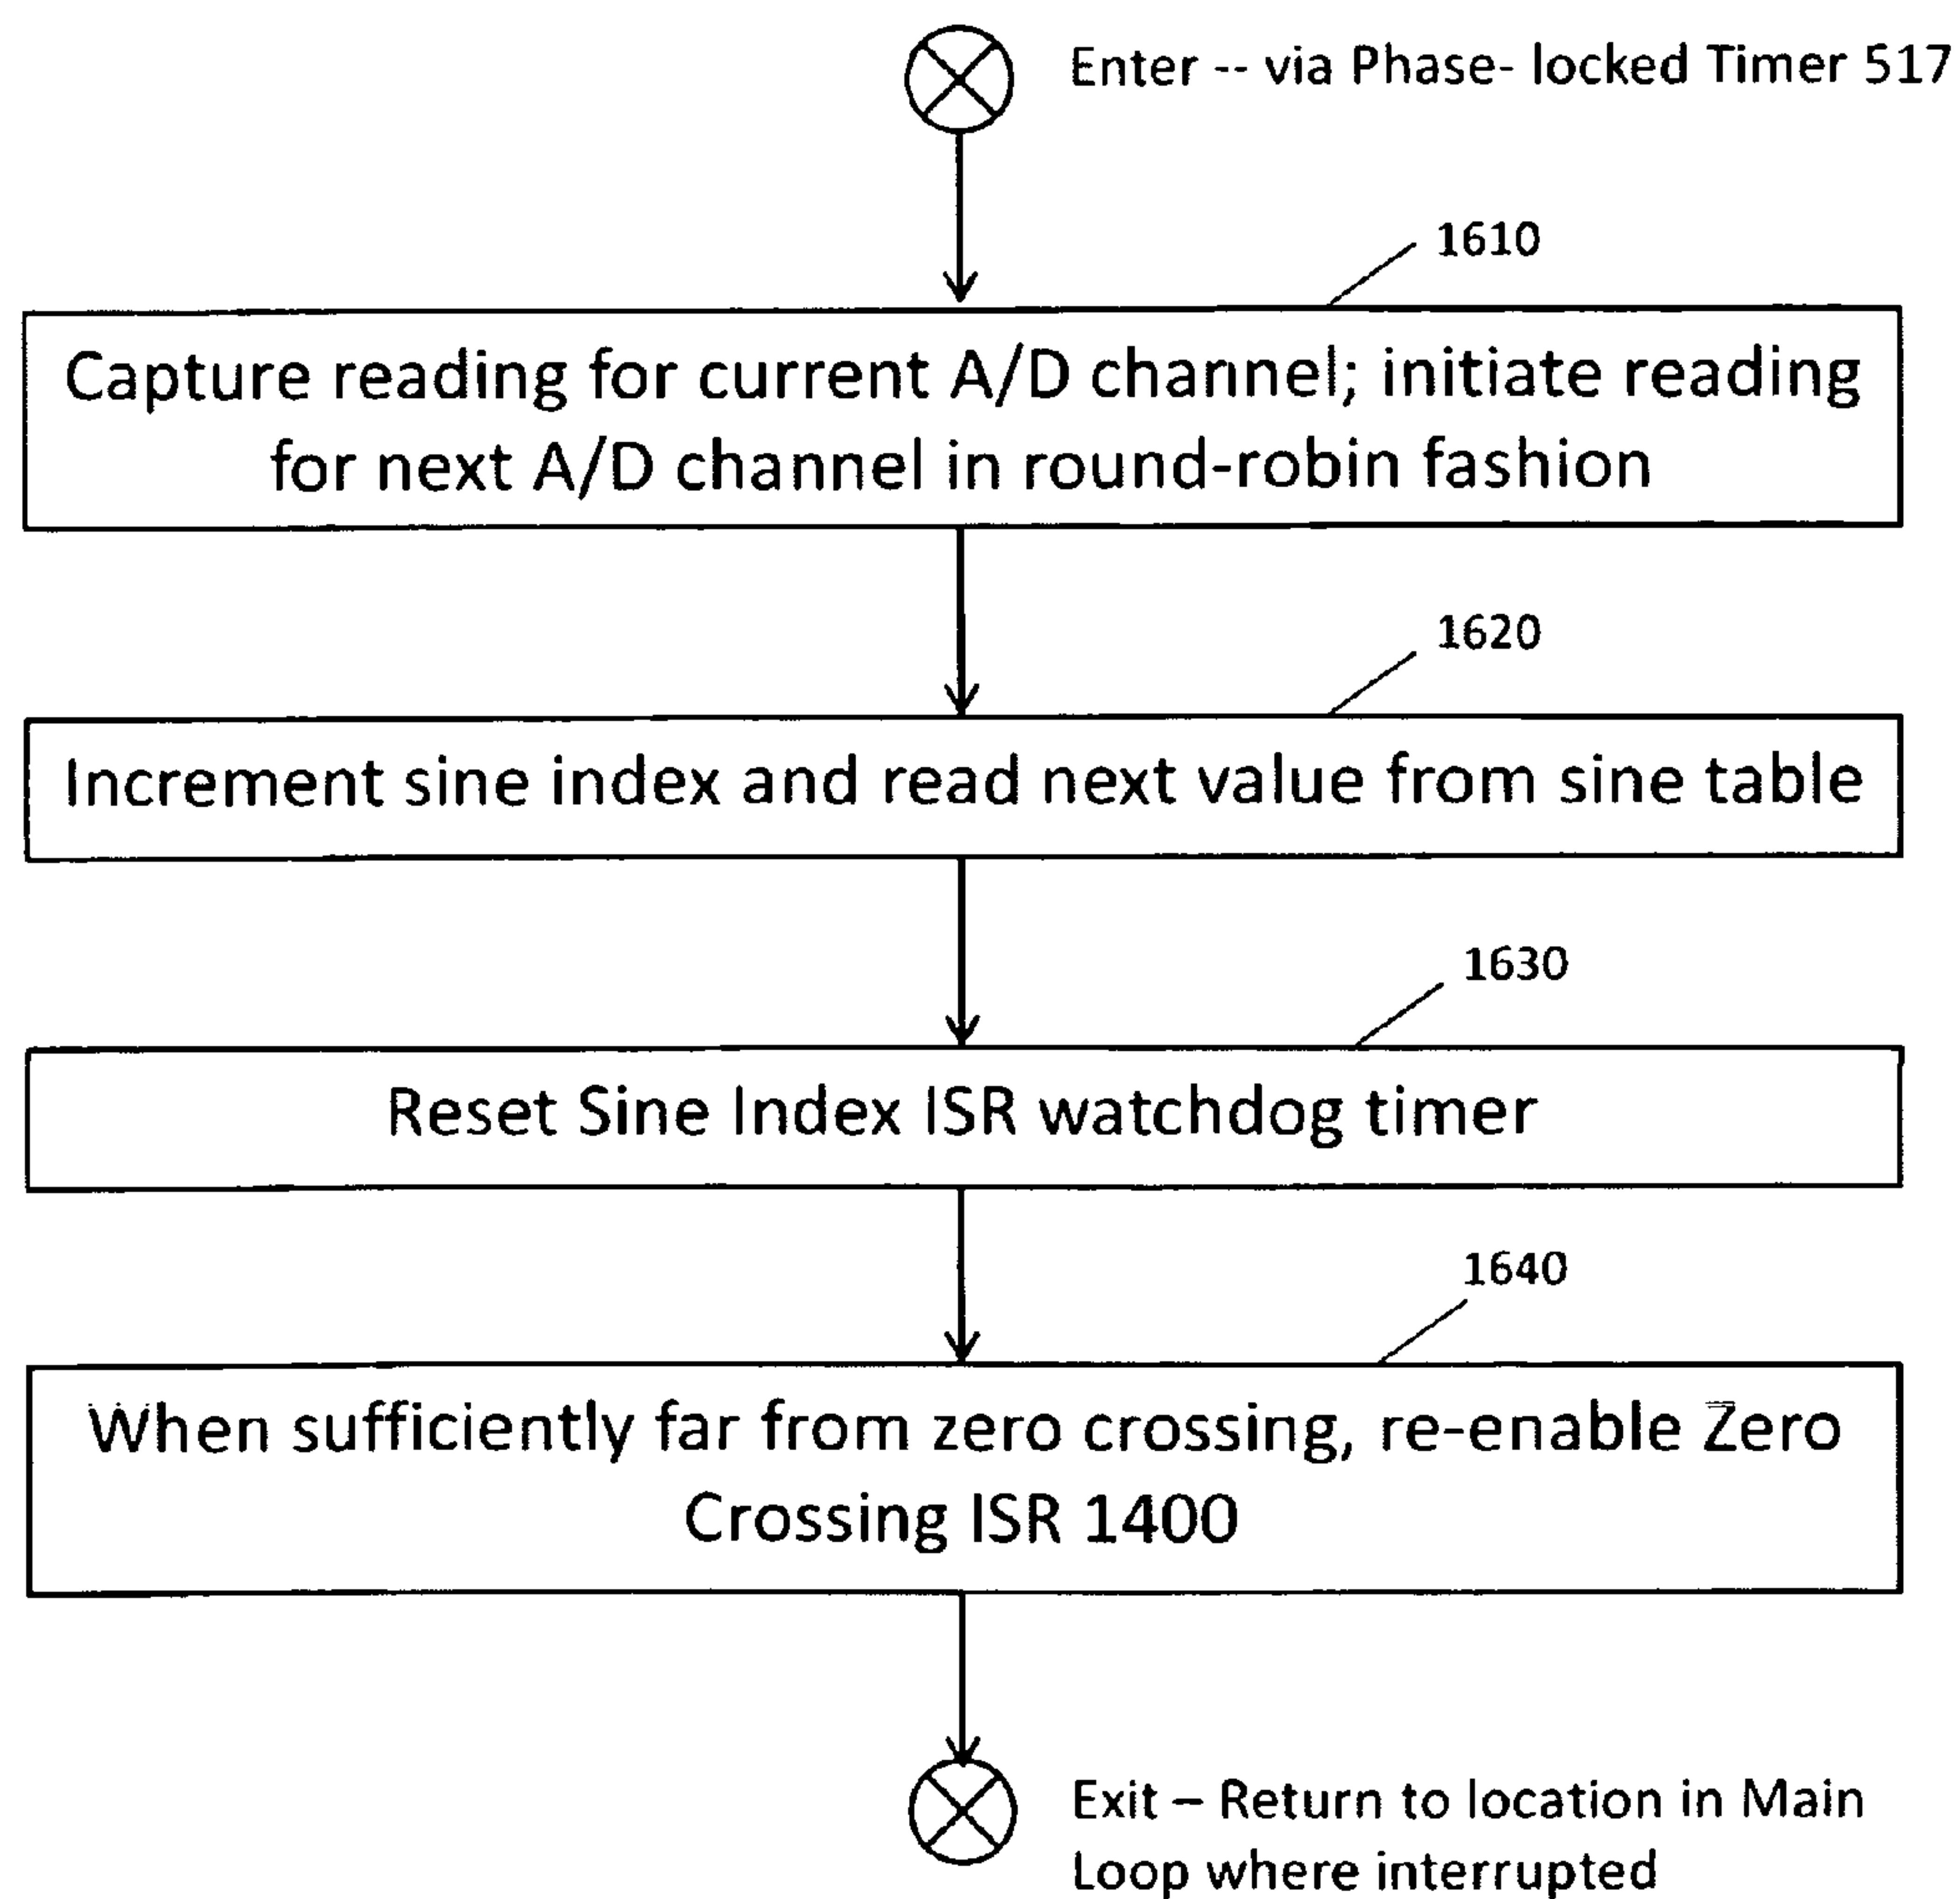 Enter -- via Phase- locked Timer 517
1610
Capture reading for current A/D channel; initiate reading
for next A/D channel in round-robin fashion
1620
Increment sine index and read next value from sine table
1630
Reset Sine Index ISR watchdog timer
1640
When sufficiently far from zero crossing, re-enable Zero
Crossing ISR 1400
Exit – Return to location in Main
Loop where interrupted